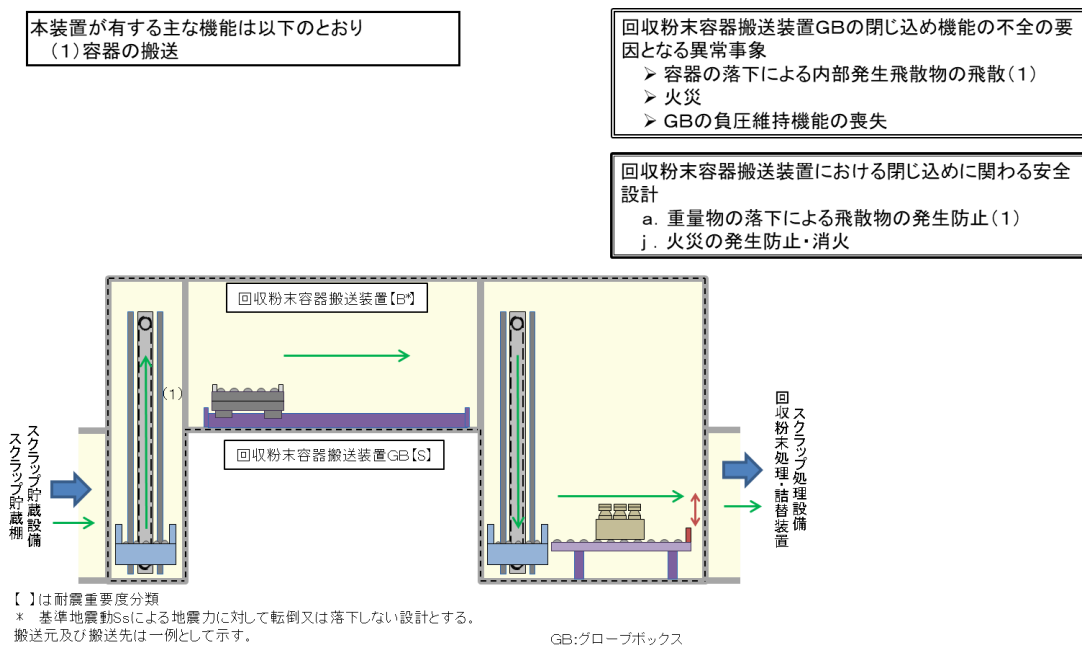 本装置が有する主な機能は以下のとおり
(1)容器の搬送
回収粉末容器搬送装置GBの閉じ込め機能の不全の要
因となる異常事象
➢ 容器の落下による内部発生飛散物の飛散(1)
➢ 火災
➢ GBの負圧維持機能の喪失
回収粉末容器搬送装置における閉じ込めに関わる安全
設計
a. 重量物の落下による飛散物の発生防止(1)
j. 火災の発生防止・消火
回収粉末容器搬送装置【B*】
(1)
回収粉末容器搬送装置GB【S】
スクラップ貯蔵設備
スクラップ貯蔵棚
スクラップ処理設備
回収粉末処理・詰替装置
【 】は耐震重要度分類
* 基準地震動Ssによる地震力に対して転倒又は落下しない設計とする。
搬送元及び搬送先は一例として示す。
GB:グローブボックス